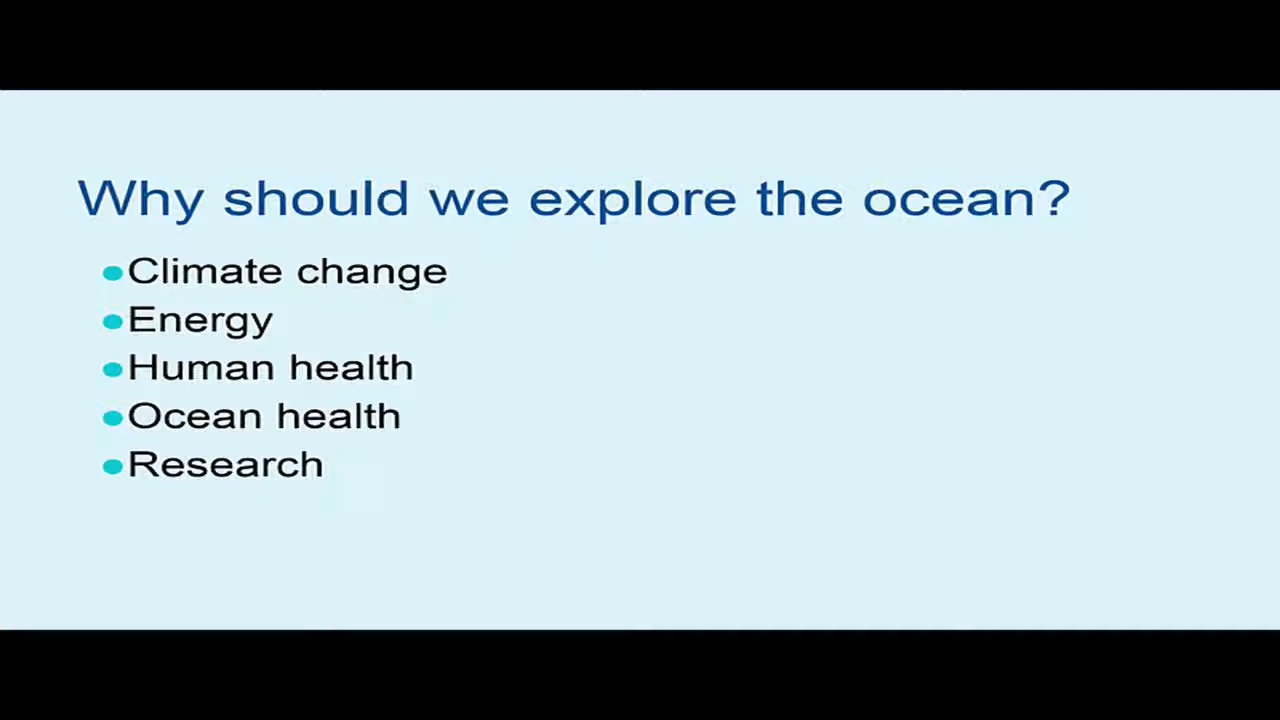 Why should we explore the ocean?
●Climate change
●Energy
●Human health
●Ocean health
●Research